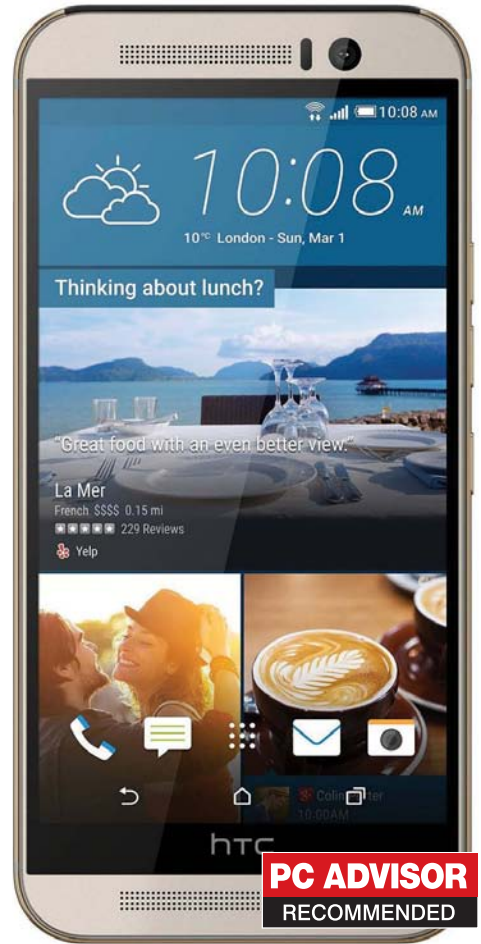 10:08 AM
10:08 AM
10°C London - Sun, Mar 1
Thinking about lunch?
"Great food with an even better view."
La Mer
French $$$$ 0.15 mi
229 Reviews
Yelp
10:00AM
hTC
PC ADVISOR
RECOMMENDED